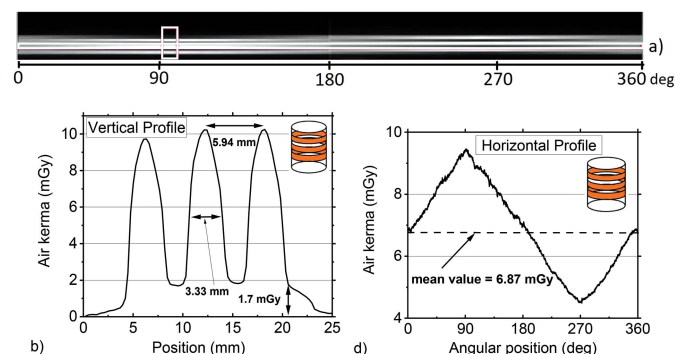 a)
0 90 180 270 360 deg
Vertical Profile
Air kerma (mGy)
10
8
6
4
2
0
5.94 mm
3.33 mm
1.7 mGy
0 5 10 15 20 25
Position (mm)
b)
Horizontal Profile
Air kerma (mGy)
10
8
6
4
mean value = 6.87 mGy
0 90 180 270 360
Angular position (deg)
d)